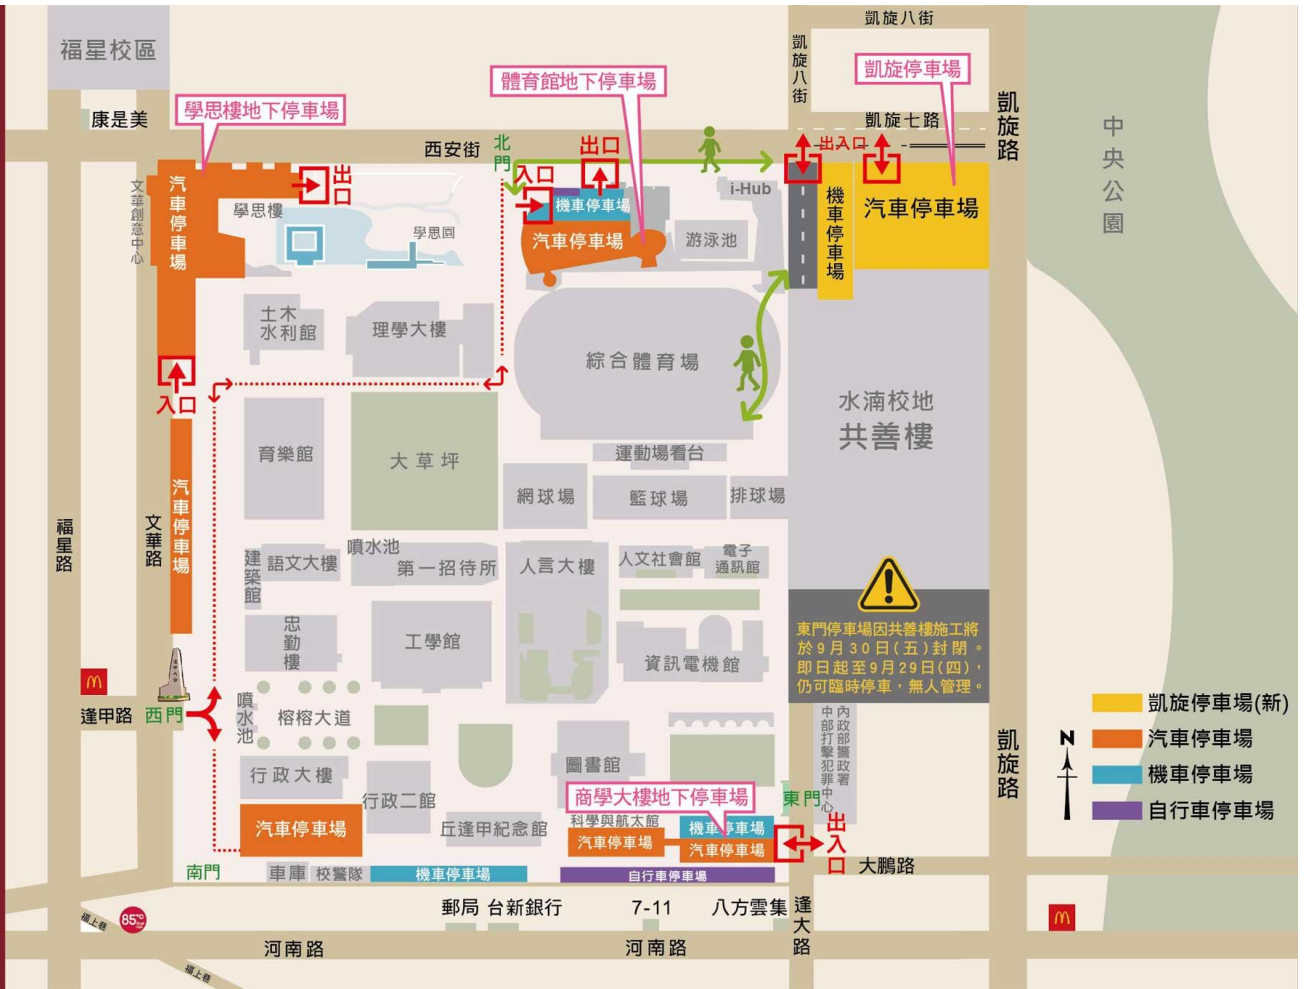 凱旋八街
福星校區
凱旋八街
體育館地下停車場
凱旋停車場
康是美
學思樓地下停車場
凱旋路
凱旋七路
中央公園
西安街
北門
出口
入口
出入口
汽車停車場
出口
文華創意中心
學思樓
學思園
機車停車場
汽車停車場
游泳池
i-Hub
機車停車場
汽車停車場
土木
水利館
理學大樓
綜合體育場
入口
水湳校地
共善樓
育樂館
大草坪
運動場看台
網球場
籃球場
排球場
汽車停車場
福星路
文華路
建築館
語文大樓
噴水池
第一招待所
人言大樓
人文社會館
電子
通訊館
忠勤樓
工學館
資訊電機館
東門停車場因共善樓施工將
於9月30日(五)封閉。
即日起至9月29日(四),
仍可臨時停車,無人管理。
逢甲大學
逢甲路
西門
噴水池
榕榕大道
內政部警政署
中部打擊犯罪中心
凱旋路
凱旋停車場(新)
N
汽車停車場
機車停車場
自行車停車場
行政大樓
行政二館
圖書館
商學大樓地下停車場
東門
汽車停車場
丘逢甲紀念館
科學與航太館
汽車停車場
機車停車場
汽車停車場
出入口
大鵬路
南門
車庫
校警隊
機車停車場
自行車停車場
福上巷
85°C
郵局
台新銀行
7-11
八方雲集
逢大路
河南路
河南路
福上巷